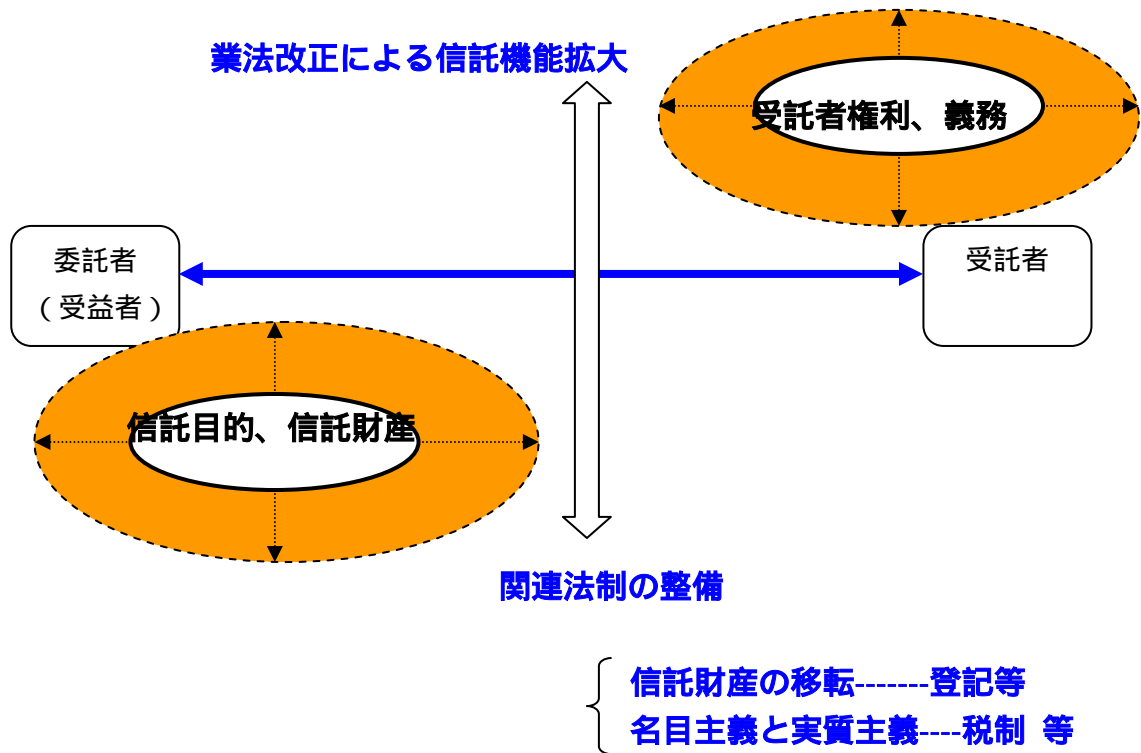 業法改正による信託機能拡大
受託者権利、義務
委託者
（受益者）
受託者
信託目的、信託財産
関連法制の整備
信託財産の移転-------登記等
名目主義と実質主義----税制 等